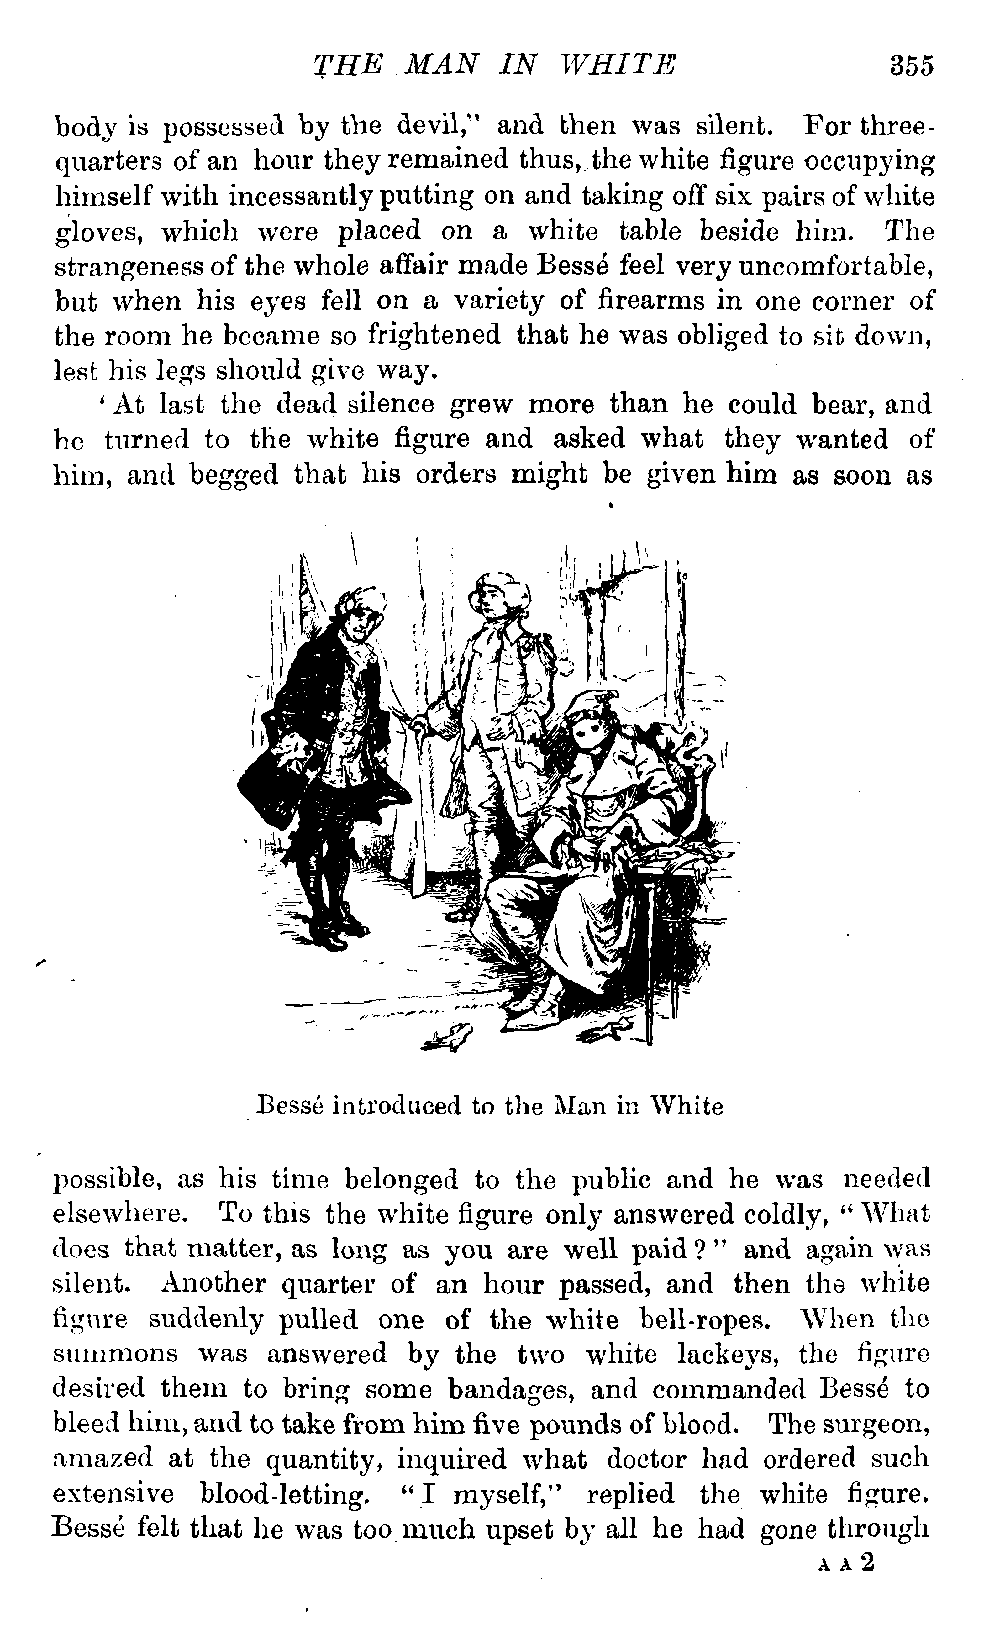 THE MAN IN WHITE 355
body is possessed by the devil," and then was silent. For three-
quarters of an hour they remained thus, the white figure occupying
himself with incessantly putting on and taking off six pairs of white
gloves, which were placed on a white table beside him. The
strangeness of the whole affair made Bessé feel very uncomfortable,
but when his eyes fell on a variety of firearms in one corner of
the room he became so frightened that he was obliged to sit down,
lest his legs should give way.
‘ At last the dead silence grew more than he could bear, and
he turned to the white figure and asked what they wanted of
him, and begged that his orders might be given him as soon as
Bessé introduced to the Man in White
possible, as his time belonged to the public and he was needed
elsewhere. To this the white figure only answered coldly, “ What
does that matter, as long as you are well paid ? ” and again was
silent. Another quarter of an hour passed, and then the white
figure suddenly pulled one of the white bell-ropes. When the
summons was answered by the two white lackeys, the figure
desired them to bring some bandages, and commanded Bessé to
bleed him, and to take from him five pounds of blood. The surgeon,
amazed at the quantity, inquired what doctor had ordered such
extensive blood-letting. “ I myself,” replied the white figure.
Bessé felt that he was too much upset by all he had gone through
A A 2